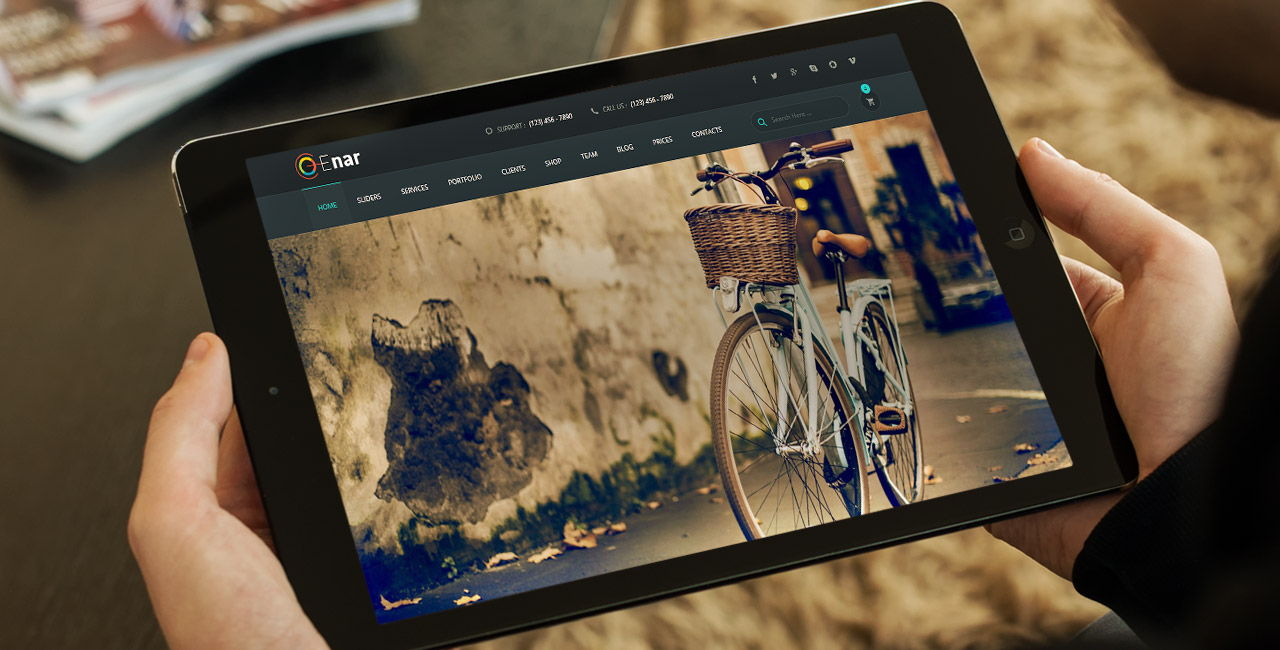 SUPPORT : (123) 456 - 7890
CALL US : (123) 456 - 7890
Enar
HOME SLIDERS SERVICES PORTFOLIO CLIENTS SHOP TEAM BLOG PRICES CONTACTS
Search Here ...